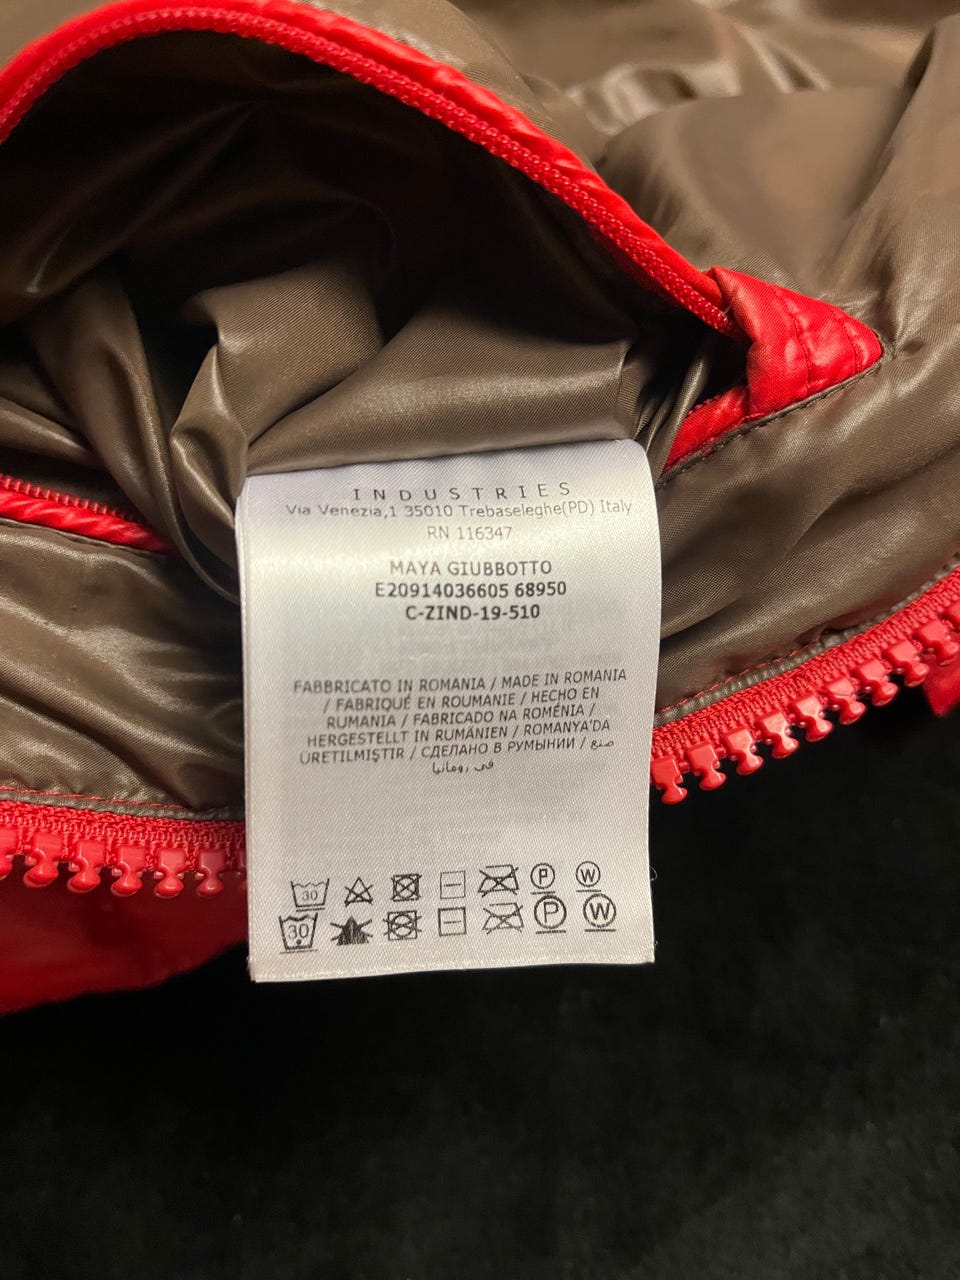 INDUSTRIES
Via Venezia,1 35010 Trebaseleghe(PD) Italy
RN 116347
MAYA GIUBBOTTO
E20914036605 68950
C-ZIND-19-510
FABBRICATO IN ROMANIA / MADE IN ROMANIA
/ FABRIQUÉ EN ROUMANIE / HECHO EN
RUMANIA / FABRICADO NA ROMÉNIA /
HERGESTELLT IN RUMÄNIEN / ROMANYA'DA
ÜRETILMIŞTIR / СДЕЛАНО В РУМЫНИИ / صنع
في رومانيا
30 P W
30 P W